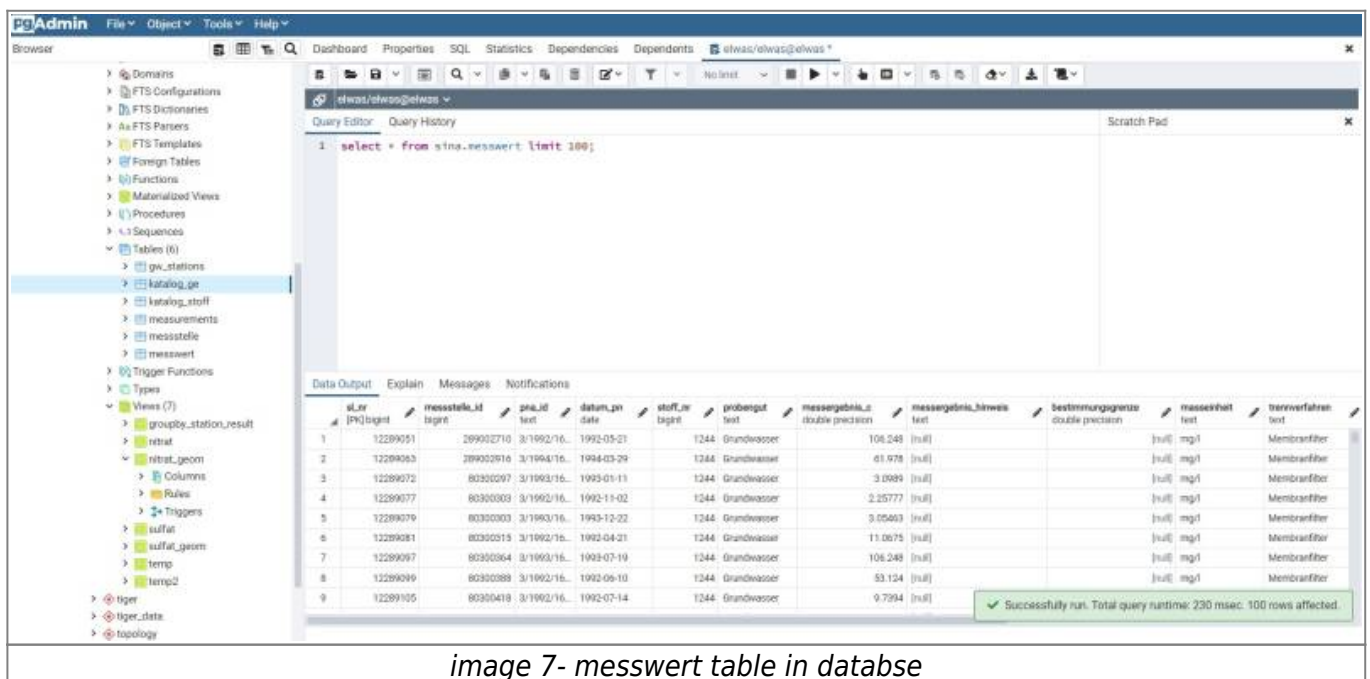 pgAdmin File Object Tools Help
Browser
Dashboard Properties SQL Statistics Dependencies Dependents elwas/elwas@elwas *
Domains
FTS Configurations
FTS Dictionaries
FTS Parsers
FTS Templates
Foreign Tables
Functions
Materialized Views
Procedures
Sequences
Tables (6)
gw_stations
katalog_ge
katalog_stoff
measurements
messstelle
messwert
Trigger Functions
Types
Views (7)
groupby_station_result
nitrat
nitrat_geom
Columns
Rules
Triggers
sulfat
sulfat_geom
temp
temp2
tiger
tiger_data
topology
No limit
elwas/elwas@elwas
Query Editor Query History
Scratch Pad
1 select * from sina.messwert limit 100;
Data Output Explain Messages Notifications
sl_nr messstelle_id pna_id datum_pn stoff_nr probengut messergebnis_c messergebnis_hinweis bestimmungsgrenze masseinheit trennverfahren
[PK] bigint bigint text date bigint text double precision text double precision text text
1 12289051 289002710 3/1992/16... 1992-05-21 1244 Grundwasser 106.248 [null] [null] mg/l Membranfilter
2 12289063 289002916 3/1994/16... 1994-03-29 1244 Grundwasser 61.978 [null] [null] mg/l Membranfilter
3 12289072 80300297 3/1993/16... 1993-01-11 1244 Grundwasser 3.0989 [null] [null] mg/l Membranfilter
4 12289077 80300303 3/1992/16... 1992-11-02 1244 Grundwasser 2.25777 [null] [null] mg/l Membranfilter
5 12289079 80300303 3/1993/16... 1993-12-22 1244 Grundwasser 3.05463 [null] [null] mg/l Membranfilter
6 12289081 80300315 3/1992/16... 1992-04-21 1244 Grundwasser 11.0675 [null] [null] mg/l Membranfilter
7 12289097 80300364 3/1993/16... 1993-07-19 1244 Grundwasser 106.248 [null] [null] mg/l Membranfilter
8 12289099 80300388 3/1992/16... 1992-06-10 1244 Grundwasser 53.124 [null] [null] mg/l Membranfilter
9 12289105 80300418 3/1992/16... 1992-07-14 1244 Grundwasser 9.7394 [null]
Successfully run. Total query runtime: 230 msec. 100 rows affected.
image 7- messwert table in databse